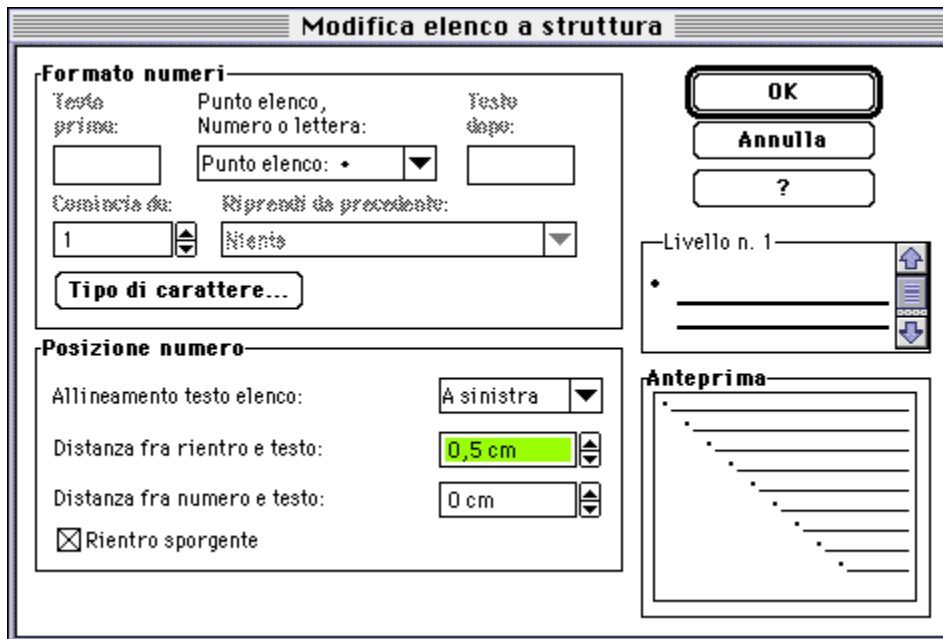 Modifica elenco a struttura
Formato numeri
Testo prima:
Punto elenco,
Numero o lettera:
Testo dopo:
Punto elenco: •
Comincia da:
Riprendi da precedente:
1
Niente
Tipo di carattere...
Posizione numero
Allineamento testo elenco:
A sinistra
Distanza fra rientro e testo:
0,5 cm
Distanza fra numero e testo:
0 cm
Rientro sporgente
OK
Annulla
?
Livello n. 1
Anteprima